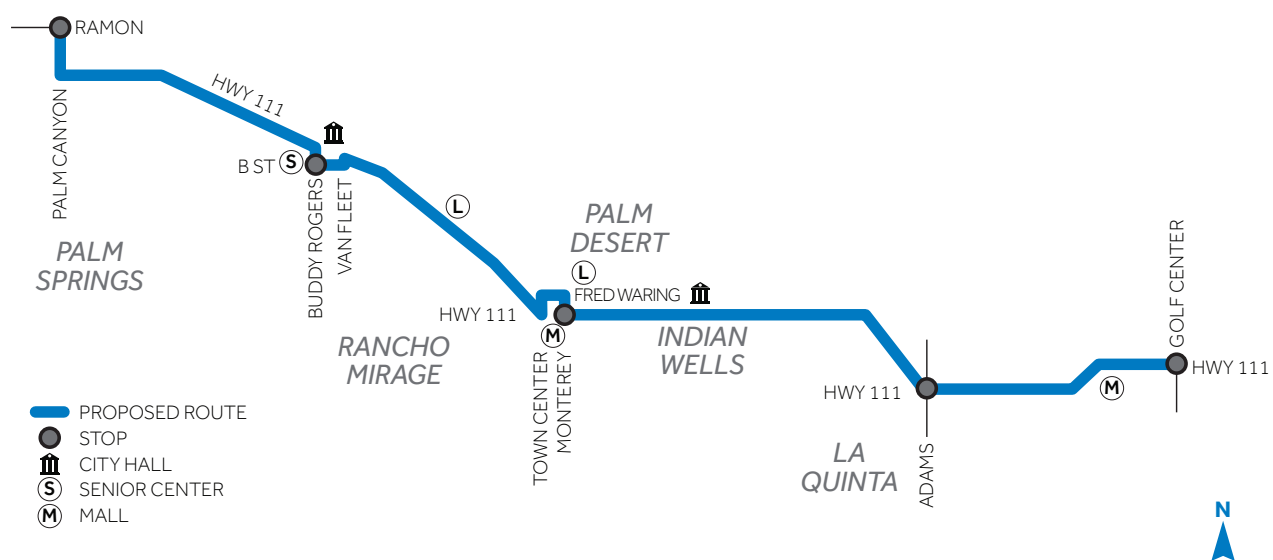 RAMON
PALM CANYON
HWY 111
PALM
SPRINGS
B ST
S
BUDDY ROGERS
VAN FLEET
L
RANCHO
MIRAGE
PALM
DESERT
L
FRED WARING
HWY 111
M
TOWN CENTER
MONTEREY
INDIAN
WELLS
HWY 111
ADAMS
LA
QUINTA
M
GOLF CENTER
HWY 111
PROPOSED ROUTE
STOP
CITY HALL
S SENIOR CENTER
M MALL
N